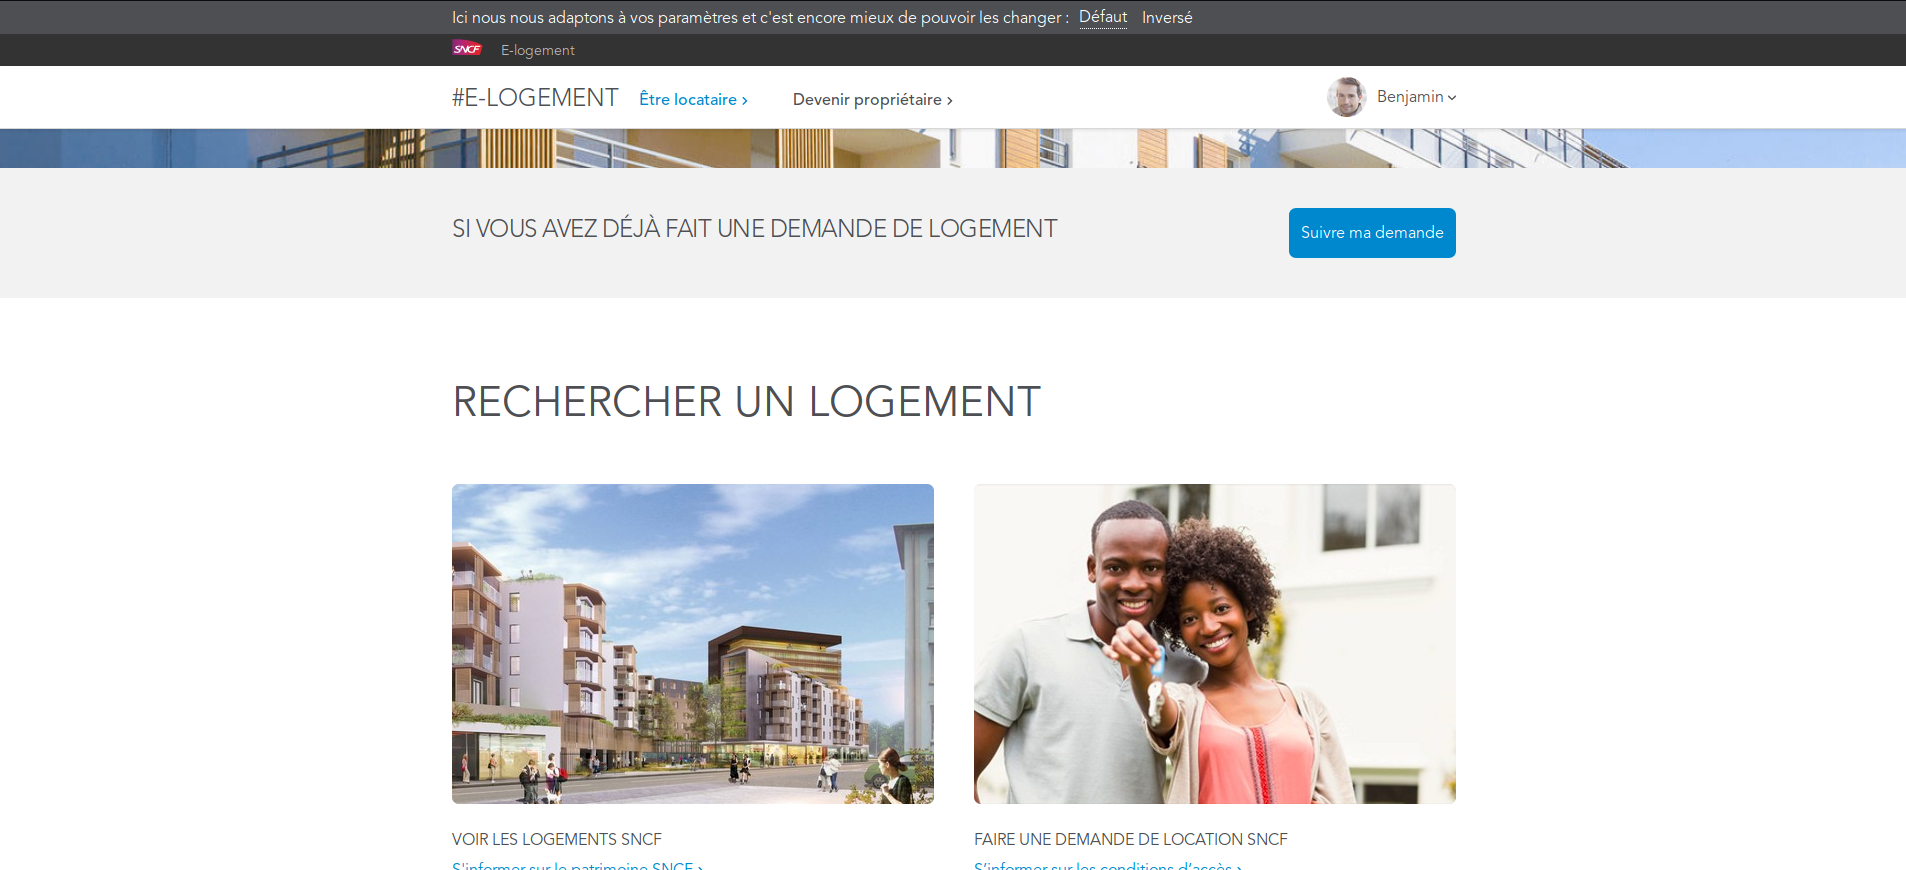 Ici nous nous adaptons à vos paramètres et c'est encore mieux de pouvoir les changer : Défaut Inversé
SNCF E-logement
#E-LOGEMENT Être locataire › Devenir propriétaire › Benjamin
SI VOUS AVEZ DÉJÀ FAIT UNE DEMANDE DE LOGEMENT
Suivre ma demande
RECHERCHER UN LOGEMENT
VOIR LES LOGEMENTS SNCF
S'informer sur le patrimoine SNCF ›
FAIRE UNE DEMANDE DE LOCATION SNCF
S’informer sur les conditions d’accès ›